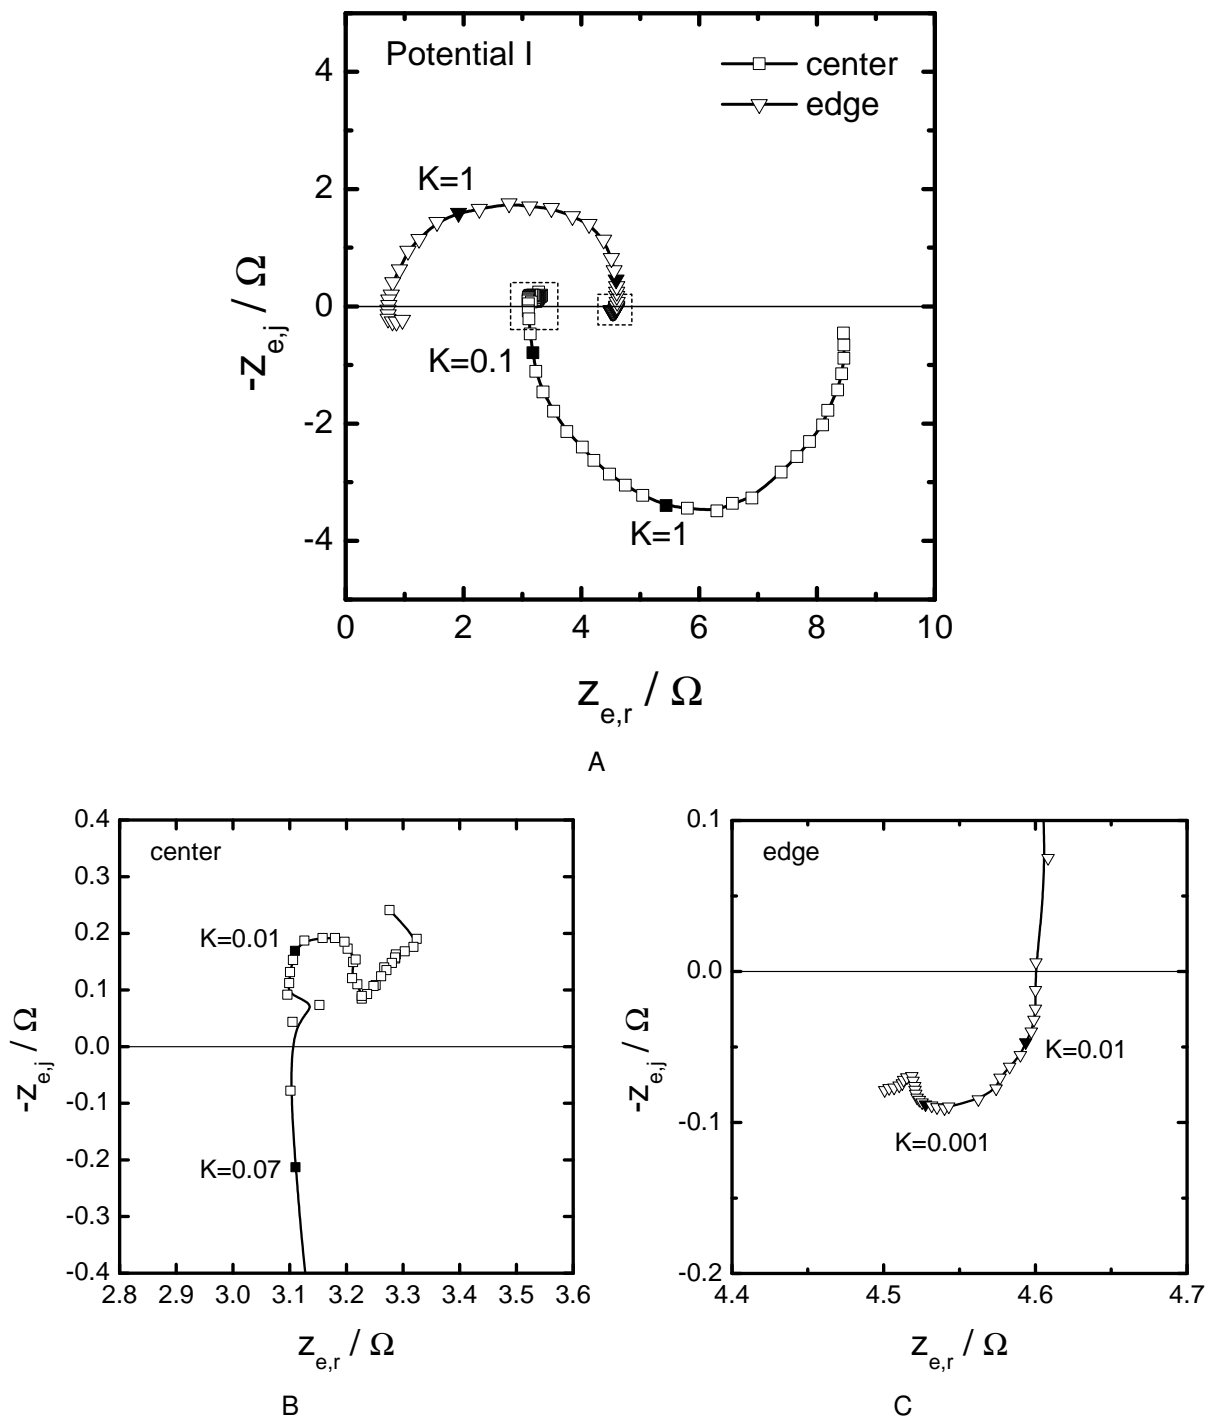 Potential I
center
edge
K=1
K=0.1
K=1
4
2
0
-2
-4
-z_{e,j} / Ω
0 2 4 6 8 10
z_{e,r} / Ω
A
center
K=0.01
K=0.07
0.4
0.3
0.2
0.1
0.0
-0.1
-0.2
-0.3
-0.4
-z_{e,j} / Ω
2.8 2.9 3.0 3.1 3.2 3.3 3.4 3.5 3.6
z_{e,r} / Ω
B
edge
K=0.01
K=0.001
0.1
0.0
-0.1
-0.2
-z_{e,j} / Ω
4.4 4.5 4.6 4.7
z_{e,r} / Ω
C